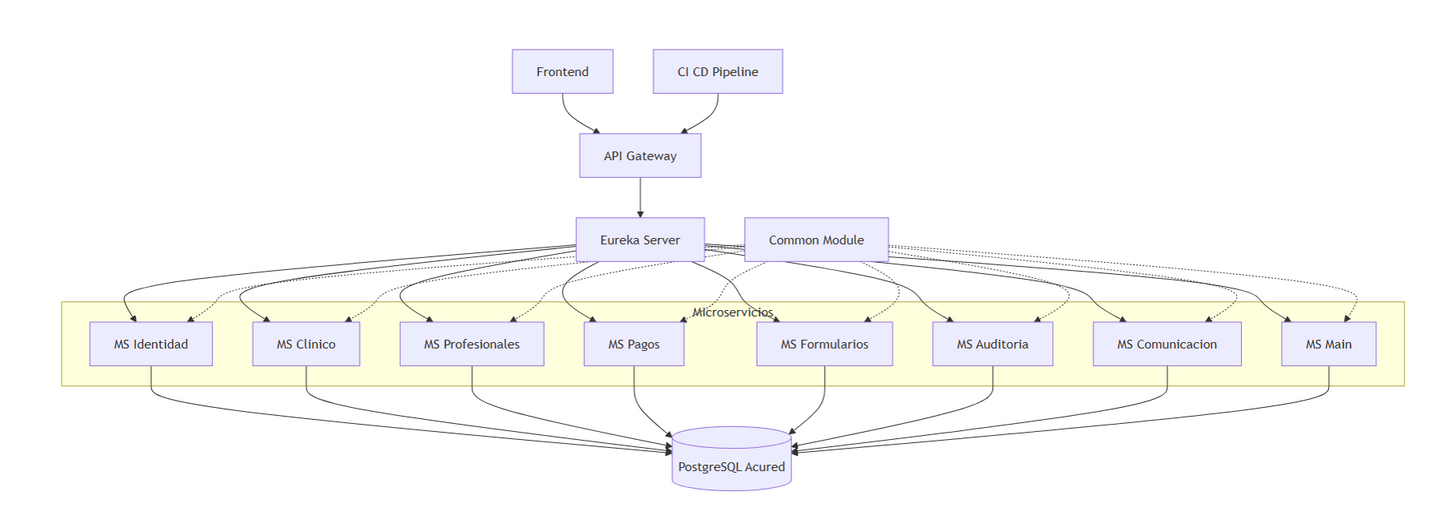 Frontend
CI CD Pipeline
API Gateway
Eureka Server
Common Module
Microservicios
MS Identidad
MS Clinico
MS Profesionales
MS Pagos
MS Formularios
MS Auditoria
MS Comunicacion
MS Main
PostgreSQL Acured